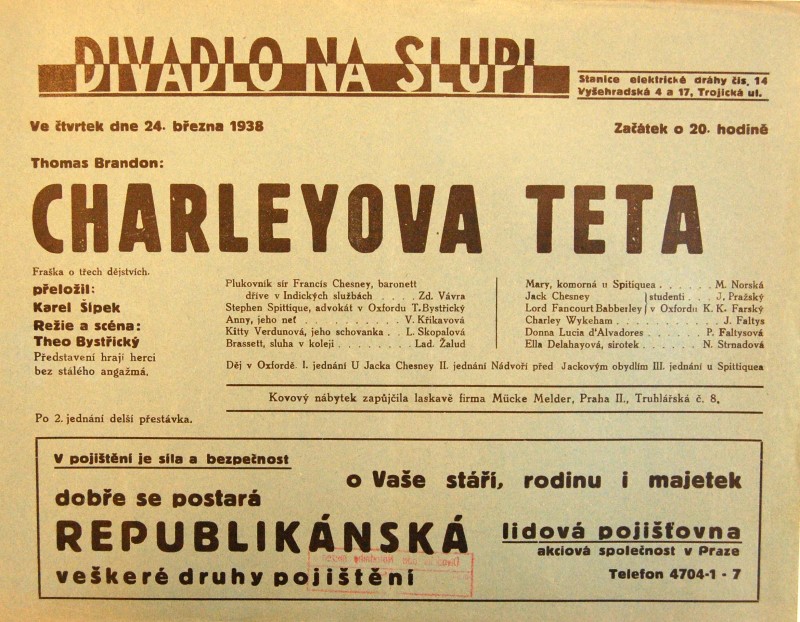 DIVADLO NA SLUPI
Stanice elektrické dráhy čís. 14
Vyšehradská 4 a 17, Trojická ul.
Ve čtvrtek dne 24. března 1938
Začátek o 20. hodině
Thomas Brandon:
CHARLEYOVA TETA
Fraška o třech dějstvích.
přeložil:
Karel Šipek
Režie a scéna:
Theo Bystřický
Představení hrají herci
bez stálého angažmá.
Plukovník sir Francis Chesney, baronett
dříve v Indických službách . . . . Zd. Vávra
Stephen Spittique, advokát v Oxfordu T. Bystřický
Anny, jeho neť . . . . . . . . . V. Křikavová
Kitty Verdunová, jeho schovanka . L. Skopalová
Brassett, sluha v koleji . . . . . . . . Lad. Žalud
Mary, komorná u Spitiquea . . . . . . M. Norská
Jack Chesney } studenti . . J. Pražský
Lord Fancourt Babberley } v Oxfordu K. K. Farský
Charley Wykeham . . . . . . . . . . . J. Faltys
Donna Lucia d'Alvadores . . . . . . P. Faltysová
Ella Delahayová, sirotek . . . . . . N. Strnadová
Děj v Oxfordě. I. jednání U Jacka Chesney II. jednání Nádvoří před Jackovým obydlím III. jednání u Spittiquea
Kovový nábytek zapůjčila laskavě firma Mücke Melder, Praha II., Truhlářská č. 8.
Po 2. jednání delší přestávka.
V pojištění je síla a bezpečnost
dobře se postará
o Vaše stáří, rodinu i majetek
REPUBLIKÁNSKÁ
lidová pojišťovna
akciová společnost v Praze
veškeré druhy pojištění
Telefon 4704-1 - 7